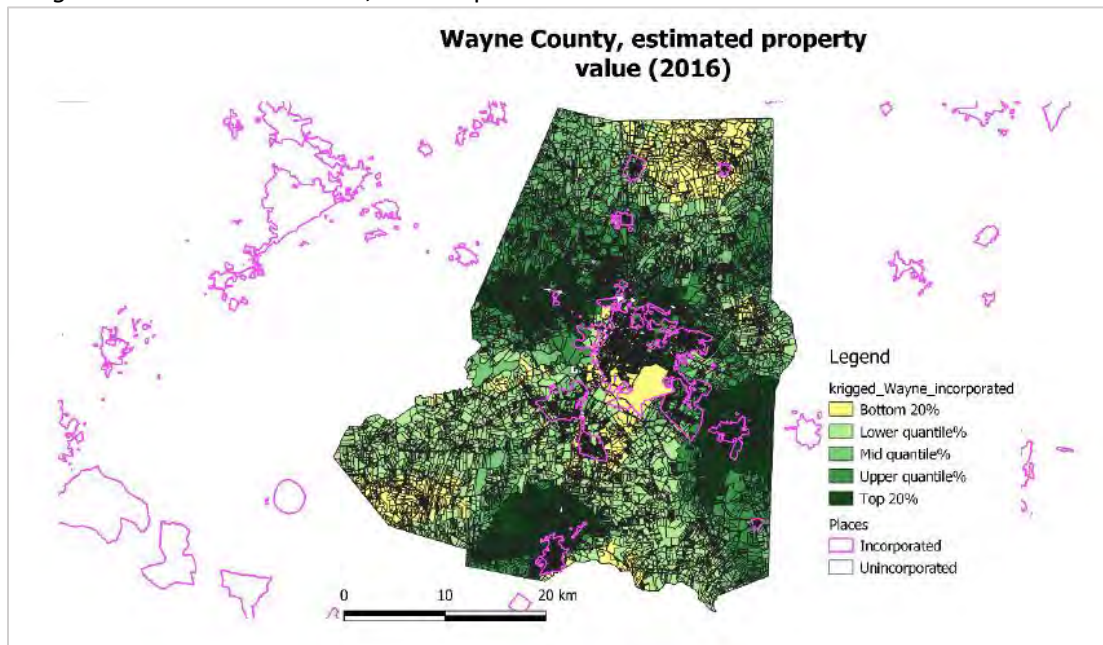 Wayne County, estimated property
value (2016)
Legend
krigged_Wayne_incorporated
Bottom 20%
Lower quantile%
Mid quantile%
Upper quantile%
Top 20%
Places
Incorporated
Unincorporated
0 10 20 km